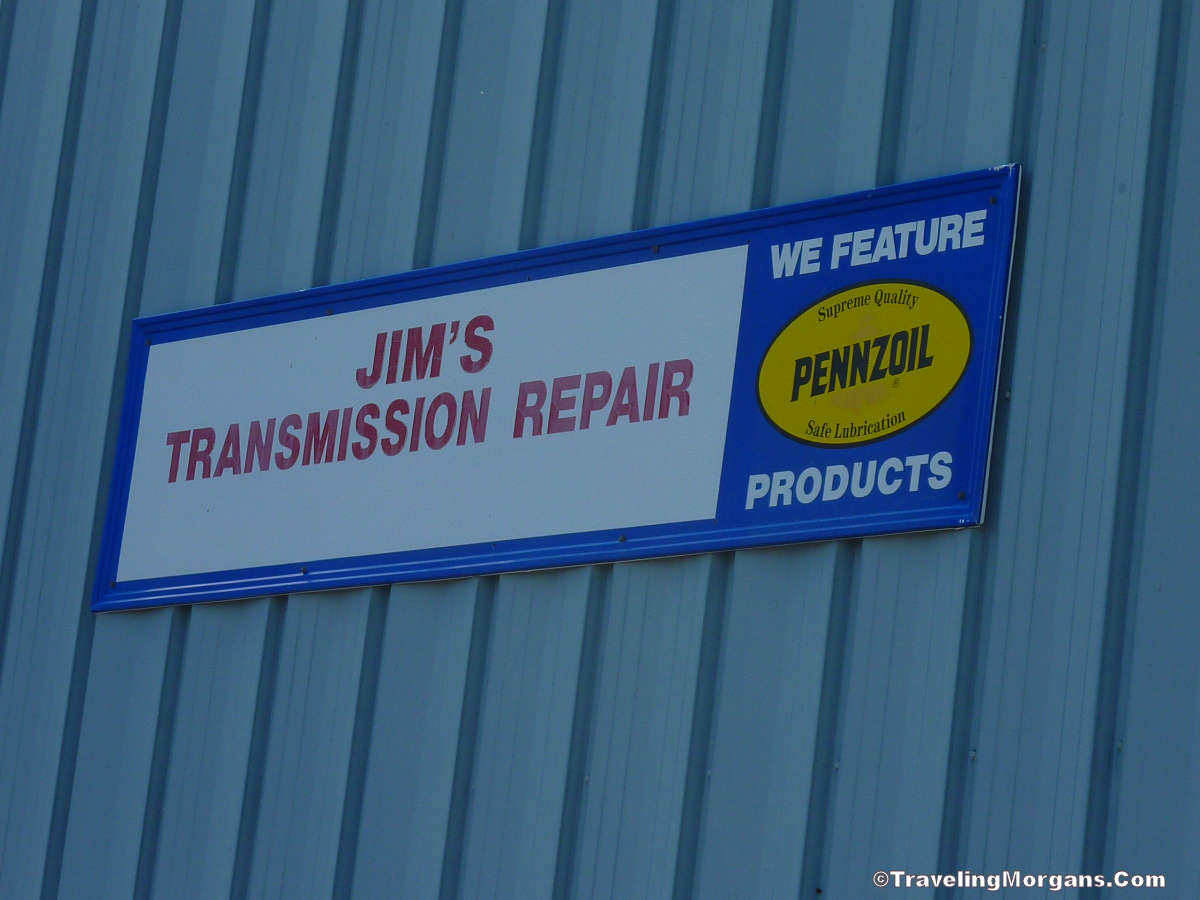 JIM'S
TRANSMISSION REPAIR
WE FEATURE
Supreme Quality
PENNZOIL®
Safe Lubrication
PRODUCTS
©TravelingMorgans.Com